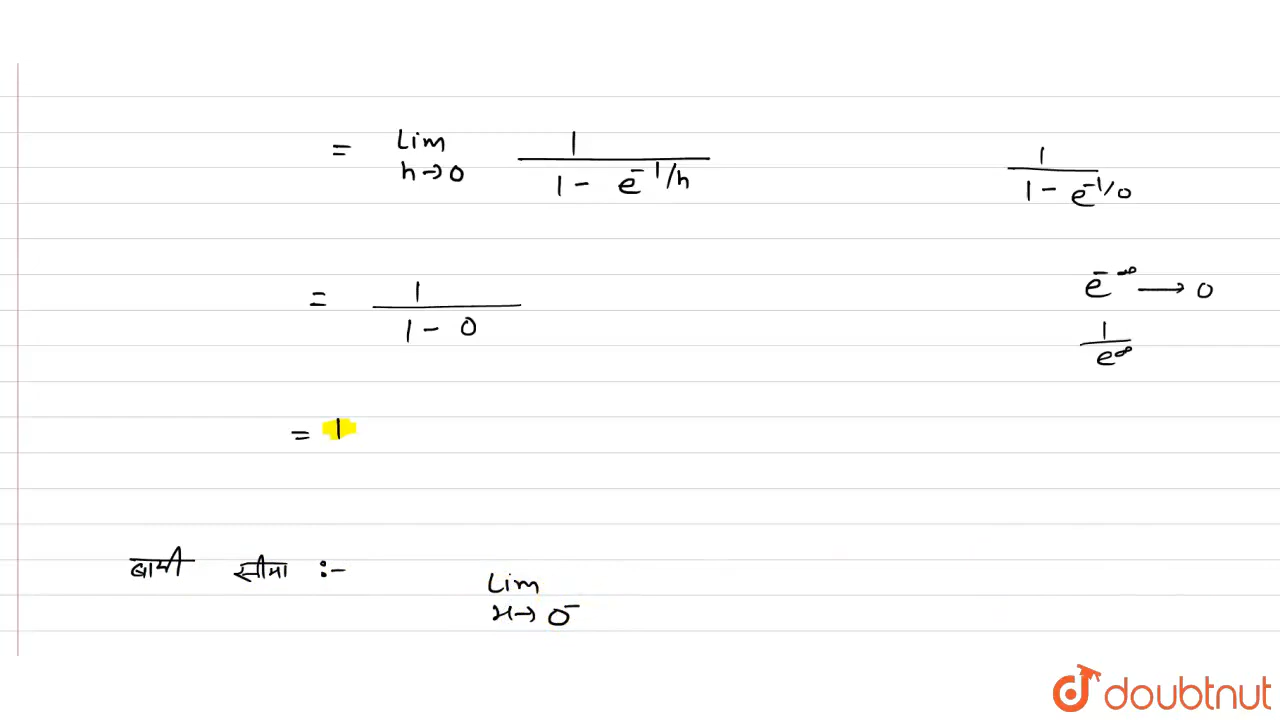 = Lim h→0 1/(1 - e^-1/h)
1/(1 - e^-1/0)
= 1/(1 - 0)
e^-∞ → 0
1/e^∞
= 1
बायी सीमा :-
Lim x→0^-
doubtnut